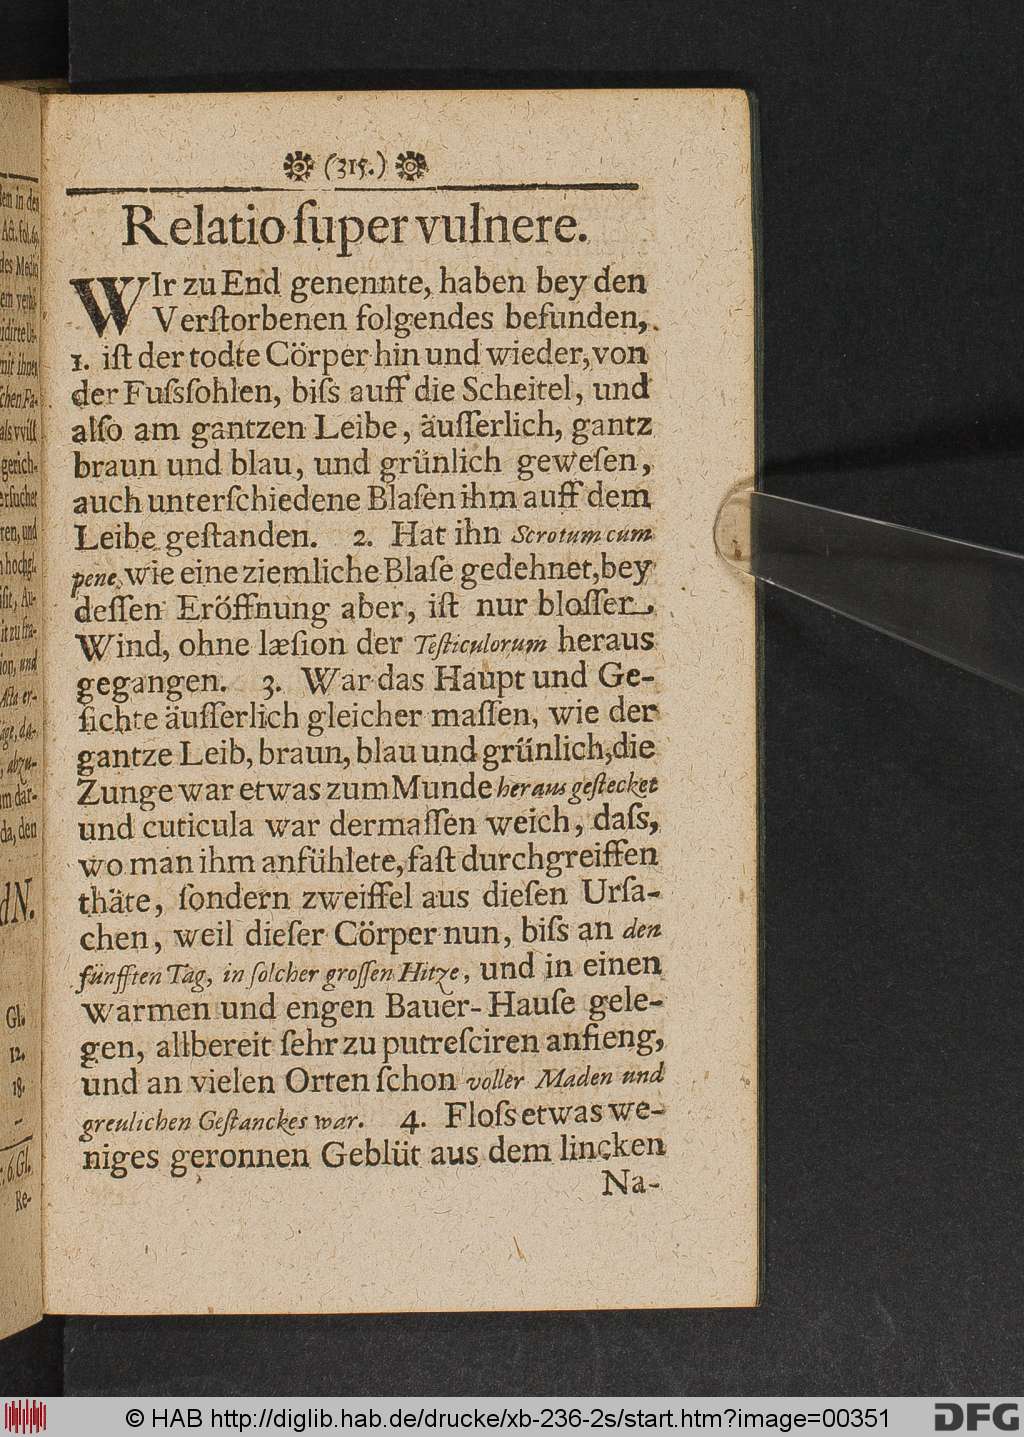 (315.)
Relatio ſuper vulnere.
WIr zu End genennte, haben bey den
Verſtorbenen folgendes befunden,
1. iſt der todte Cörper hin und wieder, von
der Fuſsſohlen, biſs auff die Scheitel, und
alſo am gantzen Leibe, äuſſerlich, gantz
braun und blau, und grünlich geweſen,
auch unterſchiedene Blaſen ihm auff dem
Leibe geſtanden. 2. Hat ihn Scrotum cum
pene, wie eine ziemliche Blaſe gedehnet, bey
deſſen Eröffnung aber, iſt nur bloſſer
Wind, ohne læſion der Teſticulorum heraus
gegangen. 3. War das Haupt und Ge-
ſichte äuſſerlich gleicher maſſen, wie der
gantze Leib, braun, blau und grünlich, die
Zunge war etwas zum Munde heraus geſtecket
und cuticula war dermaſſen weich, daſs,
wo man ihm anfühlete, faſt durchgreiffen
thäte, ſondern zweiffel aus dieſen Urſa-
chen, weil dieſer Cörper nun, biſs an den
fünfften Tag, in ſolcher groſſen Hitze, und in einen
warmen und engen Bauer-Hauſe gele-
gen, allbereit ſehr zu putreſciren anfieng,
und an vielen Orten ſchon voller Maden und
greulichen Geſtanckes war. 4. Floſs etwas we-
niges geronnen Geblüt aus dem lincken
Na-
© HAB http://diglib.hab.de/drucke/xb-236-2s/start.htm?image=00351
DFG